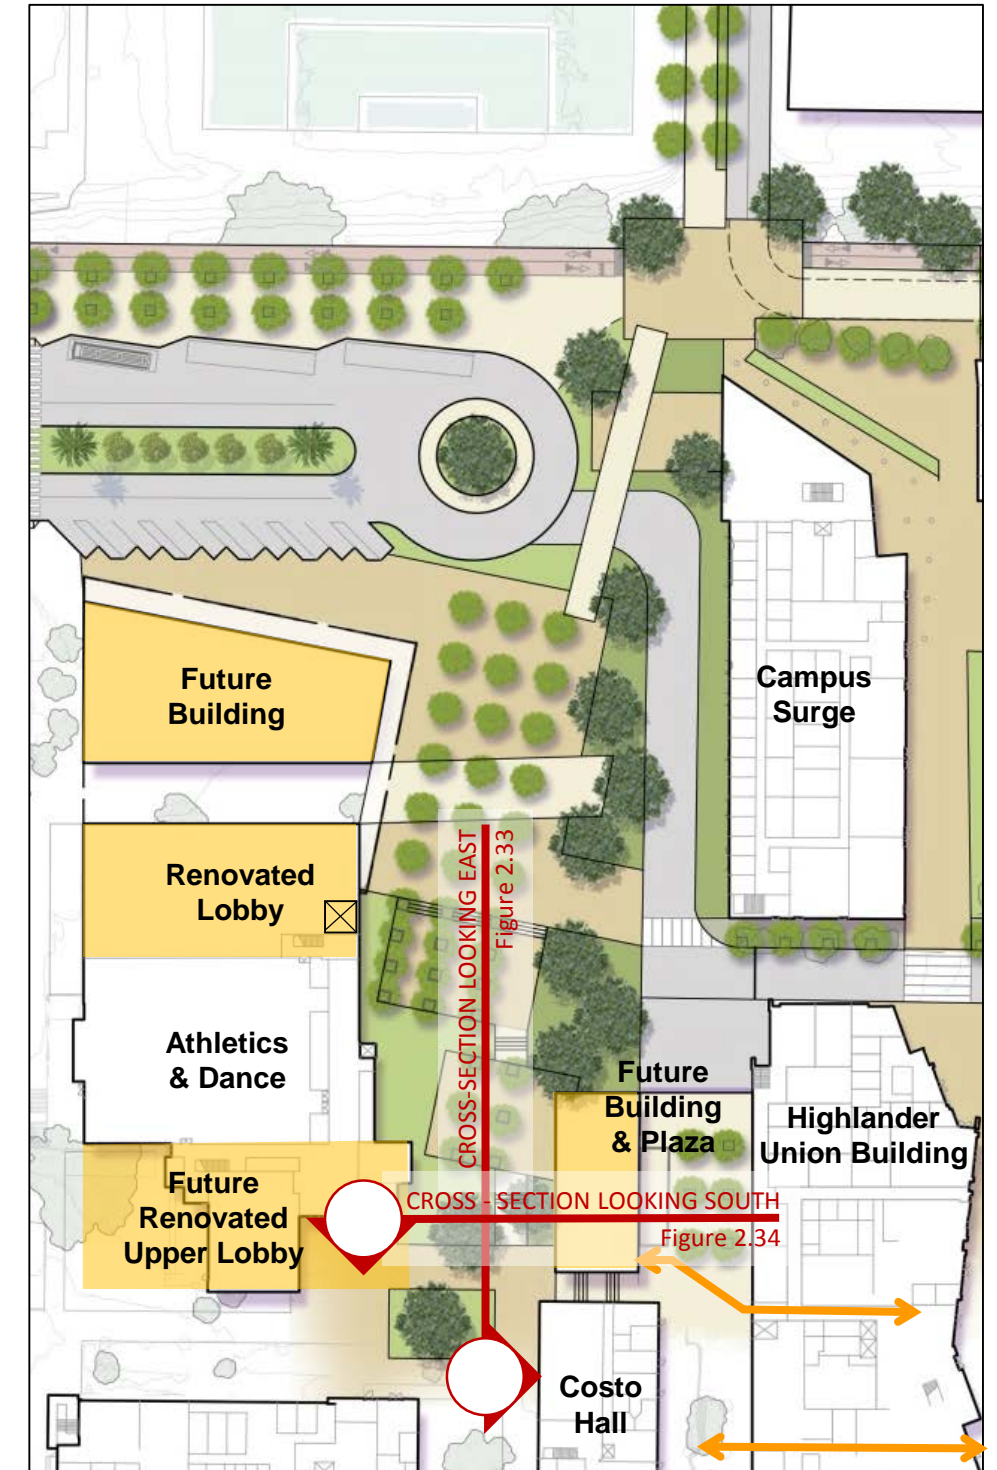 Future
Building
Campus
Surge
Renovated
Lobby
CROSS-SECTION LOOKING EAST
Figure 2.33
Athletics
& Dance
Future
Building
& Plaza
Highlander
Union Building
Future
Renovated
Upper Lobby
CROSS - SECTION LOOKING SOUTH
Figure 2.34
Costo
Hall